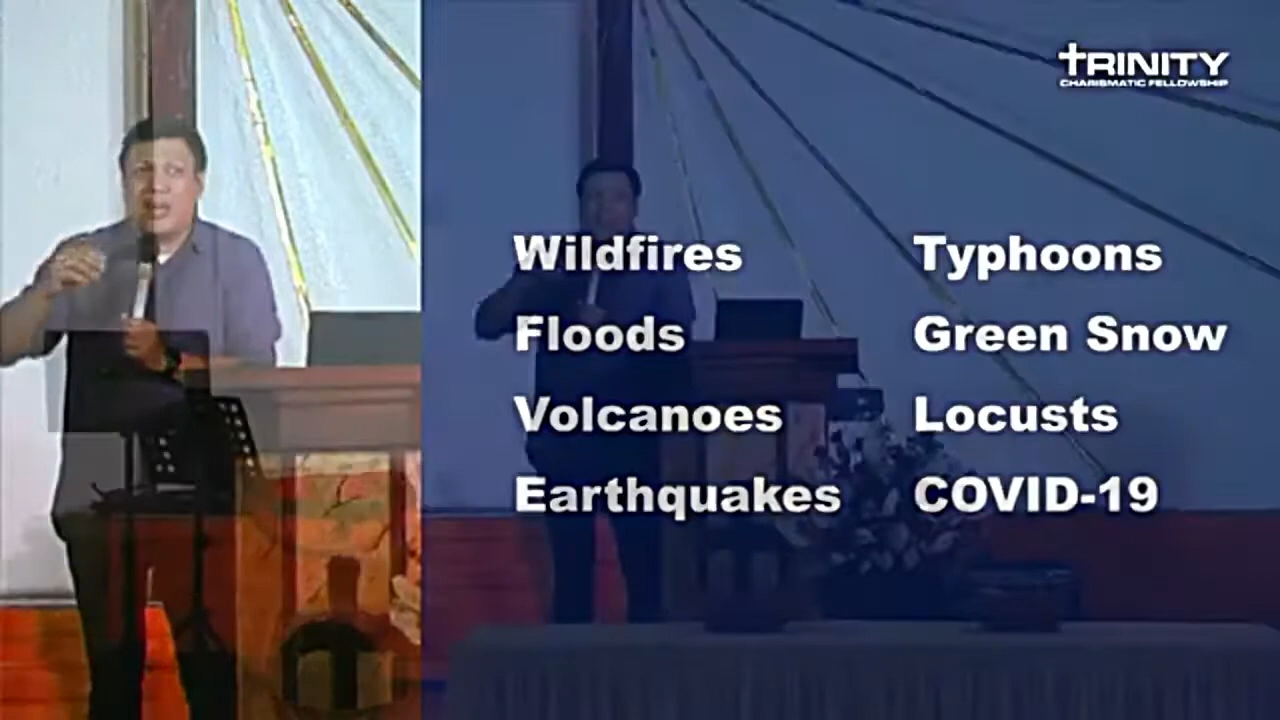 TRINITY
CHARISMATIC FELLOWSHIP
Wildfires
Floods
Volcanoes
Earthquakes
Typhoons
Green Snow
Locusts
COVID-19